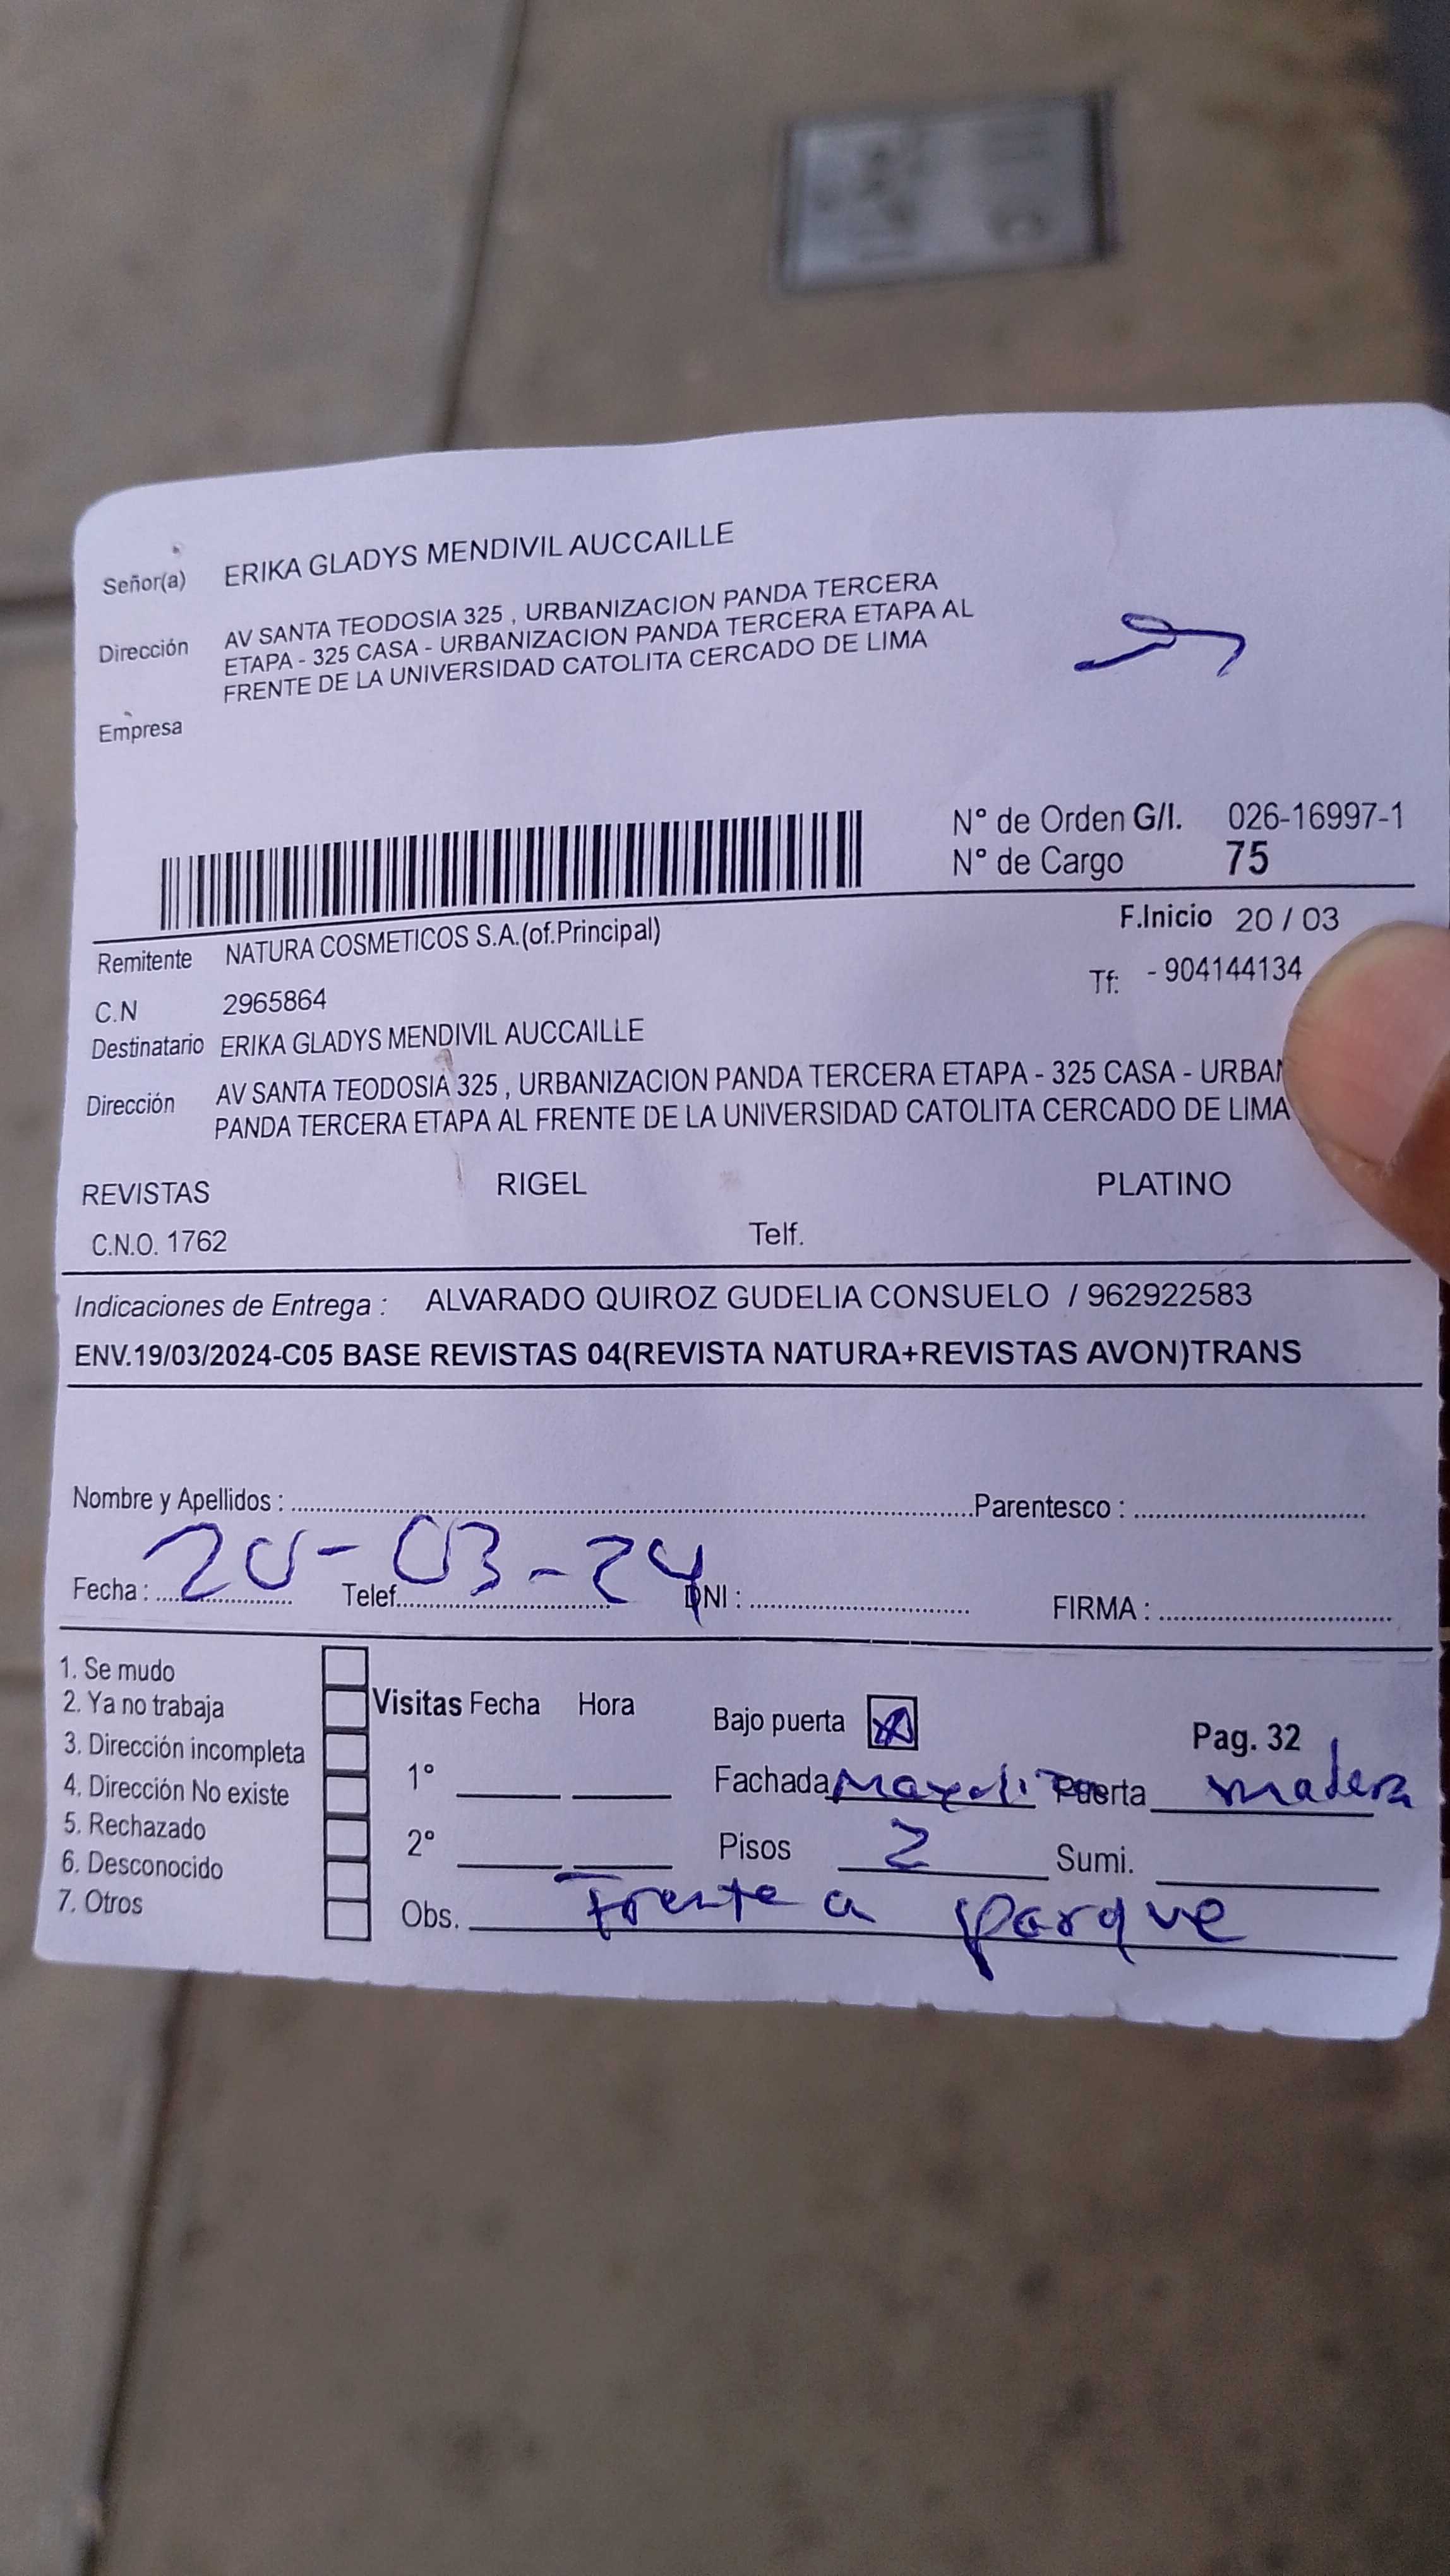 Señor(a) ERIKA GLADYS MENDIVIL AUCCAILLE
Dirección AV SANTA TEODOSIA 325 , URBANIZACION PANDA TERCERA
ETAPA - 325 CASA - URBANIZACION PANDA TERCERA ETAPA AL
FRENTE DE LA UNIVERSIDAD CATOLITA CERCADO DE LIMA
Empresa
N° de Orden G/I. 026-16997-1
N° de Cargo 75
F.Inicio 20 / 03
Remitente NATURA COSMETICOS S.A.(of.Principal)
Tf: - 904144134
C.N 2965864
Destinatario ERIKA GLADYS MENDIVIL AUCCAILLE
Dirección AV SANTA TEODOSIA 325 , URBANIZACION PANDA TERCERA ETAPA - 325 CASA -
PANDA TERCERA ETAPA AL FRENTE DE LA UNIVERSIDAD CATOLITA CERCADO DE LIMA
REVISTAS RIGEL PLATINO
C.N.O. 1762 Telf.
Indicaciones de Entrega : ALVARADO QUIROZ GUDELIA CONSUELO / 962922583
ENV.19/03/2024-C05 BASE REVISTAS 04(REVISTA NATURA+REVISTAS AVON)TRANS
Nombre y Apellidos : Parentesco :
20-03-24
Fecha : Telef. DNI : FIRMA :
1. Se mudo
2. Ya no trabaja
3. Dirección incompleta
4. Dirección No existe
5. Rechazado
6. Desconocido
7. Otros
Visitas Fecha Hora
1°
2°
Bajo puerta
Pag. 32
Fachada Puerta madera
Pisos 2 Sumi.
Obs. Frente a parque